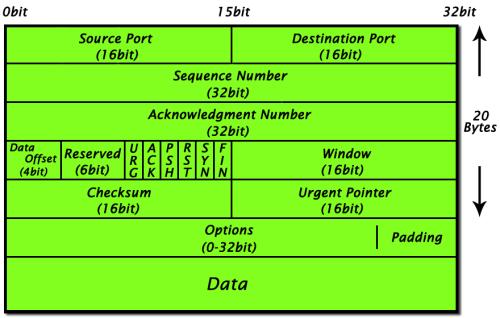 0bit 15bit 32bit
Source Port Destination Port
(16bit) (16bit)
Sequence Number
(32bit)
Acknowledgment Number
(32bit)
20
Bytes
Data
Offset
(4bit)
Reserved
(6bit)
URG
ACK
PSH
RST
SYN
FIN
Window
(16bit)
Checksum Urgent Pointer
(16bit) (16bit)
Options
(0-32bit)
Padding
Data